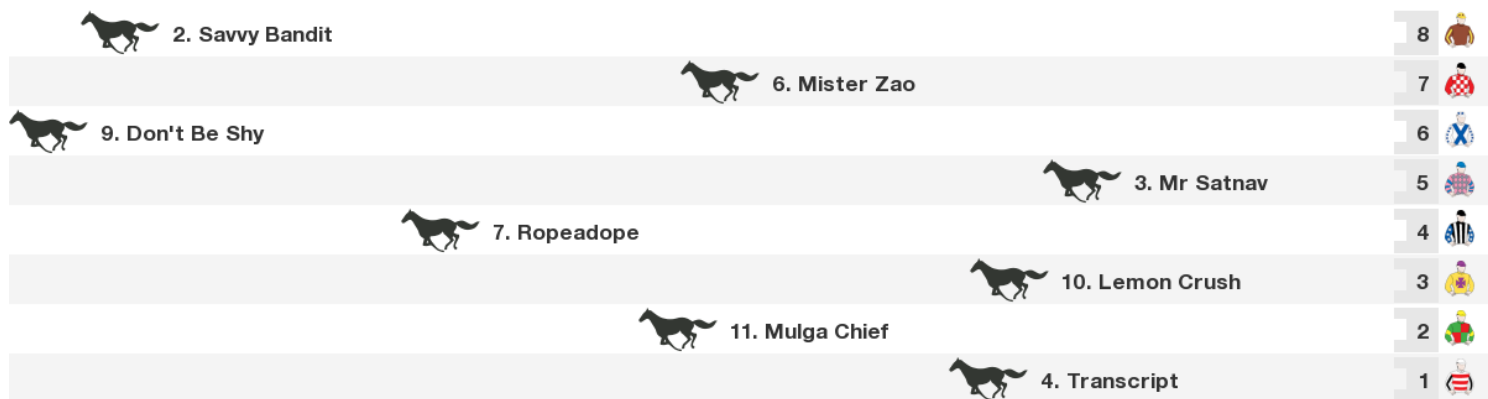 2. Savvy Bandit 8
6. Mister Zao 7
9. Don't Be Shy 6
3. Mr Satnav 5
7. Ropeadope 4
10. Lemon Crush 3
11. Mulga Chief 2
4. Transcript 1